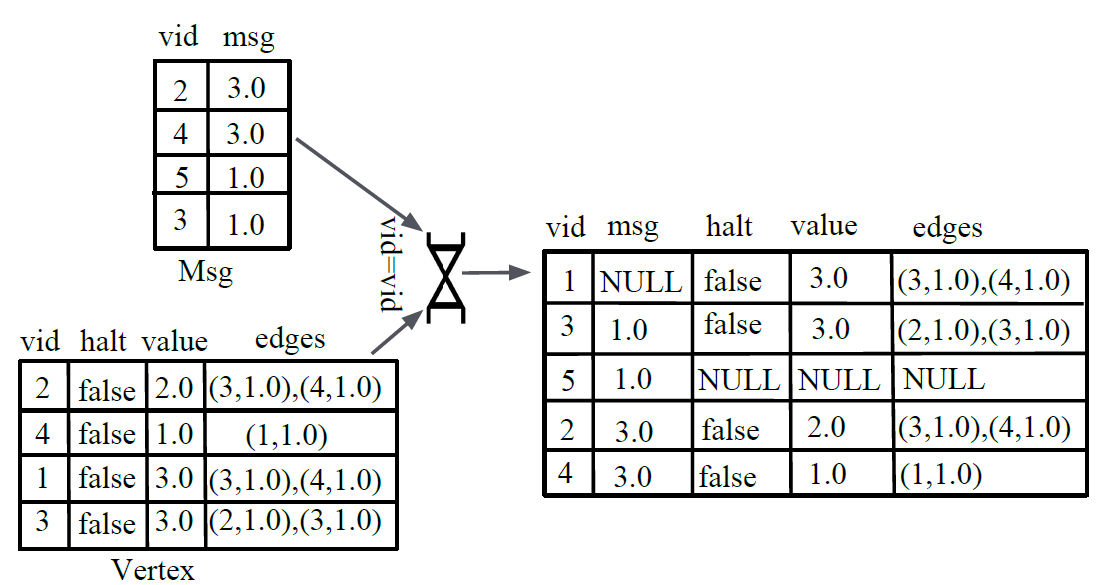 vid msg
2 3.0
4 3.0
5 1.0
3 1.0
Msg
vid=vid
vid halt value edges
2 false 2.0 (3,1.0),(4,1.0)
4 false 1.0 (1,1.0)
1 false 3.0 (3,1.0),(4,1.0)
3 false 3.0 (2,1.0),(3,1.0)
Vertex
vid msg halt value edges
1 NULL false 3.0 (3,1.0),(4,1.0)
3 1.0 false 3.0 (2,1.0),(3,1.0)
5 1.0 NULL NULL NULL
2 3.0 false 2.0 (3,1.0),(4,1.0)
4 3.0 false 1.0 (1,1.0)